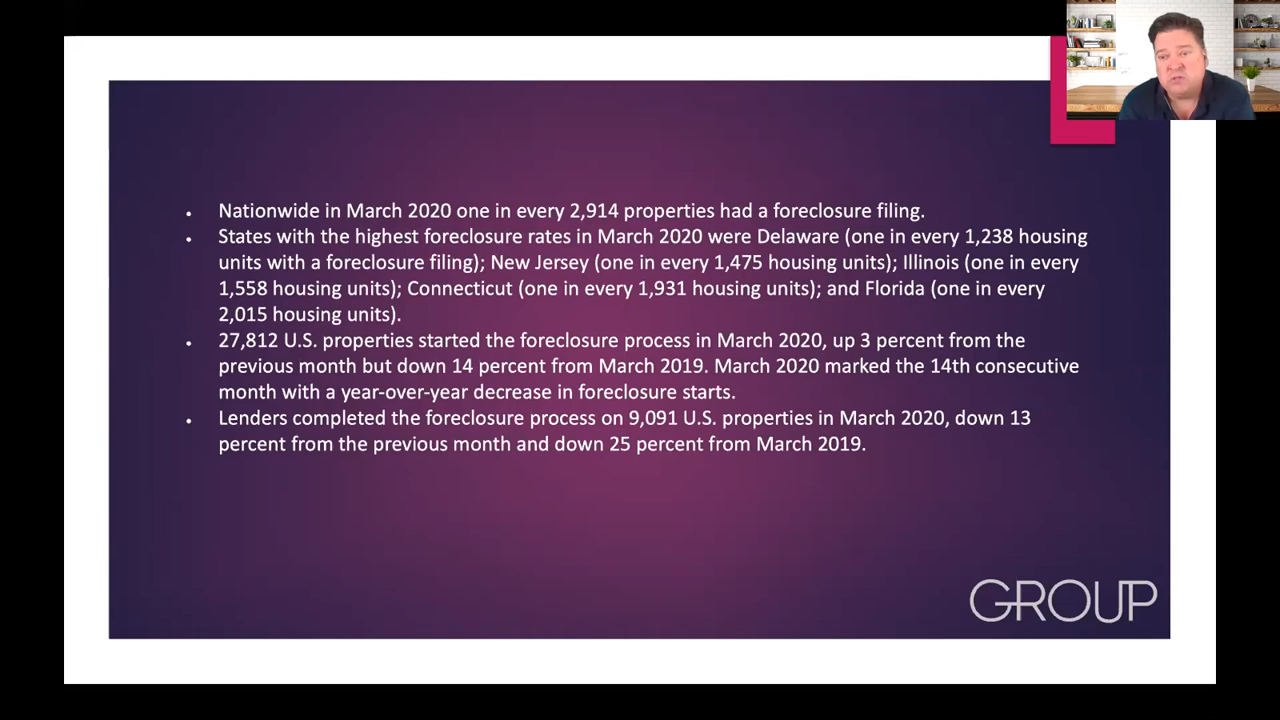 Nationwide in March 2020 one in every 2,914 properties had a foreclosure filing.
States with the highest foreclosure rates in March 2020 were Delaware (one in every 1,238 housing
units with a foreclosure filing); New Jersey (one in every 1,475 housing units); Illinois (one in every
1,558 housing units); Connecticut (one in every 1,931 housing units); and Florida (one in every
2,015 housing units).
27,812 U.S. properties started the foreclosure process in March 2020, up 3 percent from the
previous month but down 14 percent from March 2019. March 2020 marked the 14th consecutive
month with a year-over-year decrease in foreclosure starts.
Lenders completed the foreclosure process on 9,091 U.S. properties in March 2020, down 13
percent from the previous month and down 25 percent from March 2019.
GROUP